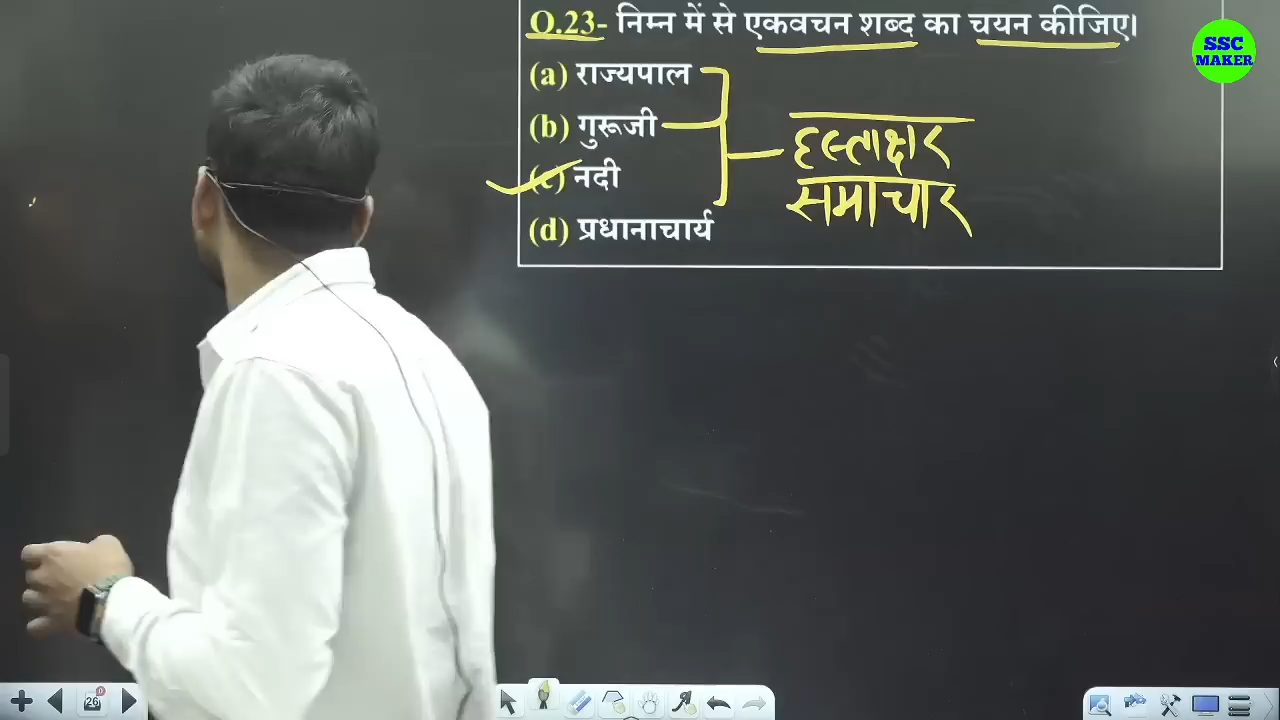 Q.23- निम्न में से एकवचन शब्द का चयन कीजिए।
(a) राज्यपाल
(b) गुरूजी
(c) नदी
(d) प्रधानाचार्य
हस्ताक्षर
समाचार
SSC
MAKER
26